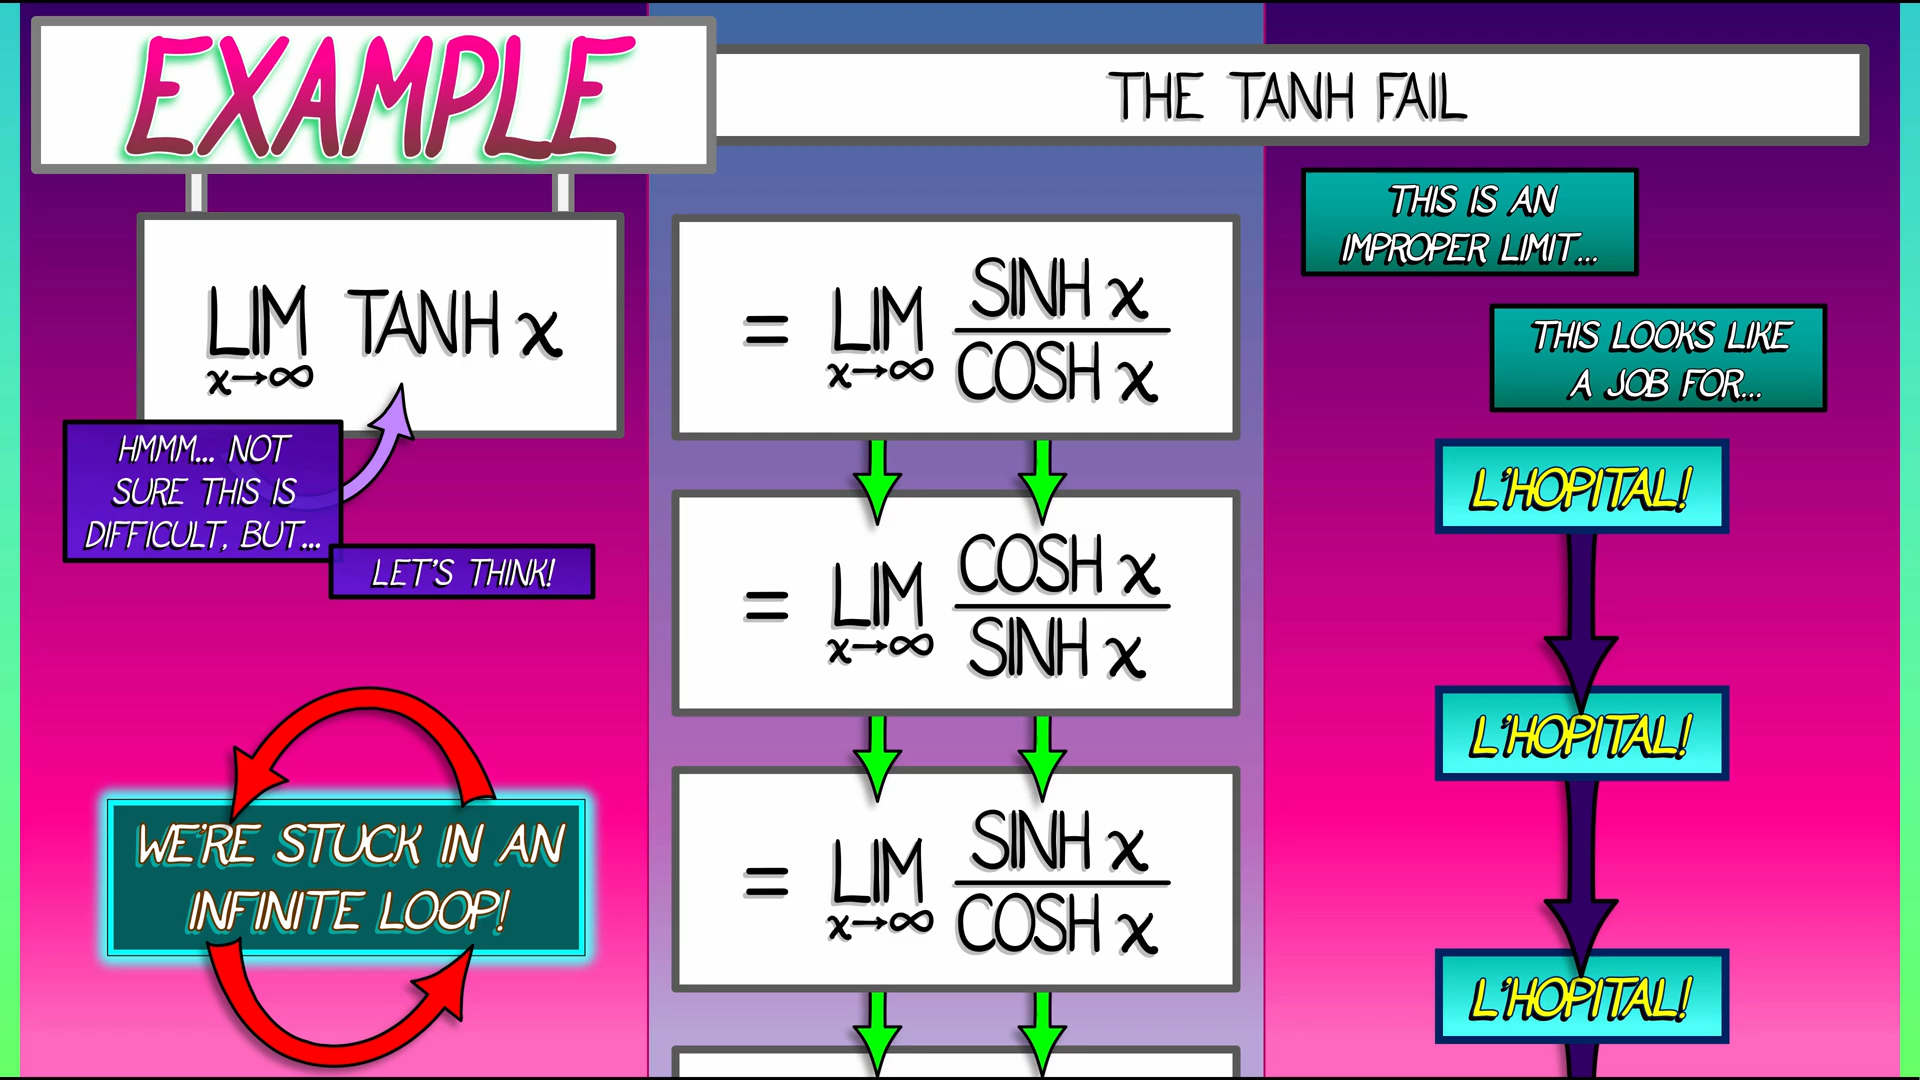 EXAMPLE
THE TANH FAIL
LIM TANH x
x→∞
HMMM... NOT
SURE THIS IS
DIFFICULT, BUT...
LET'S THINK!
WE'RE STUCK IN AN
INFINITE LOOP!
= LIM SINH x
x→∞ COSH x
= LIM COSH x
x→∞ SINH x
= LIM SINH x
x→∞ COSH x
THIS IS AN
IMPROPER LIMIT...
THIS LOOKS LIKE
A JOB FOR...
L'HOPITAL!
L'HOPITAL!
L'HOPITAL!